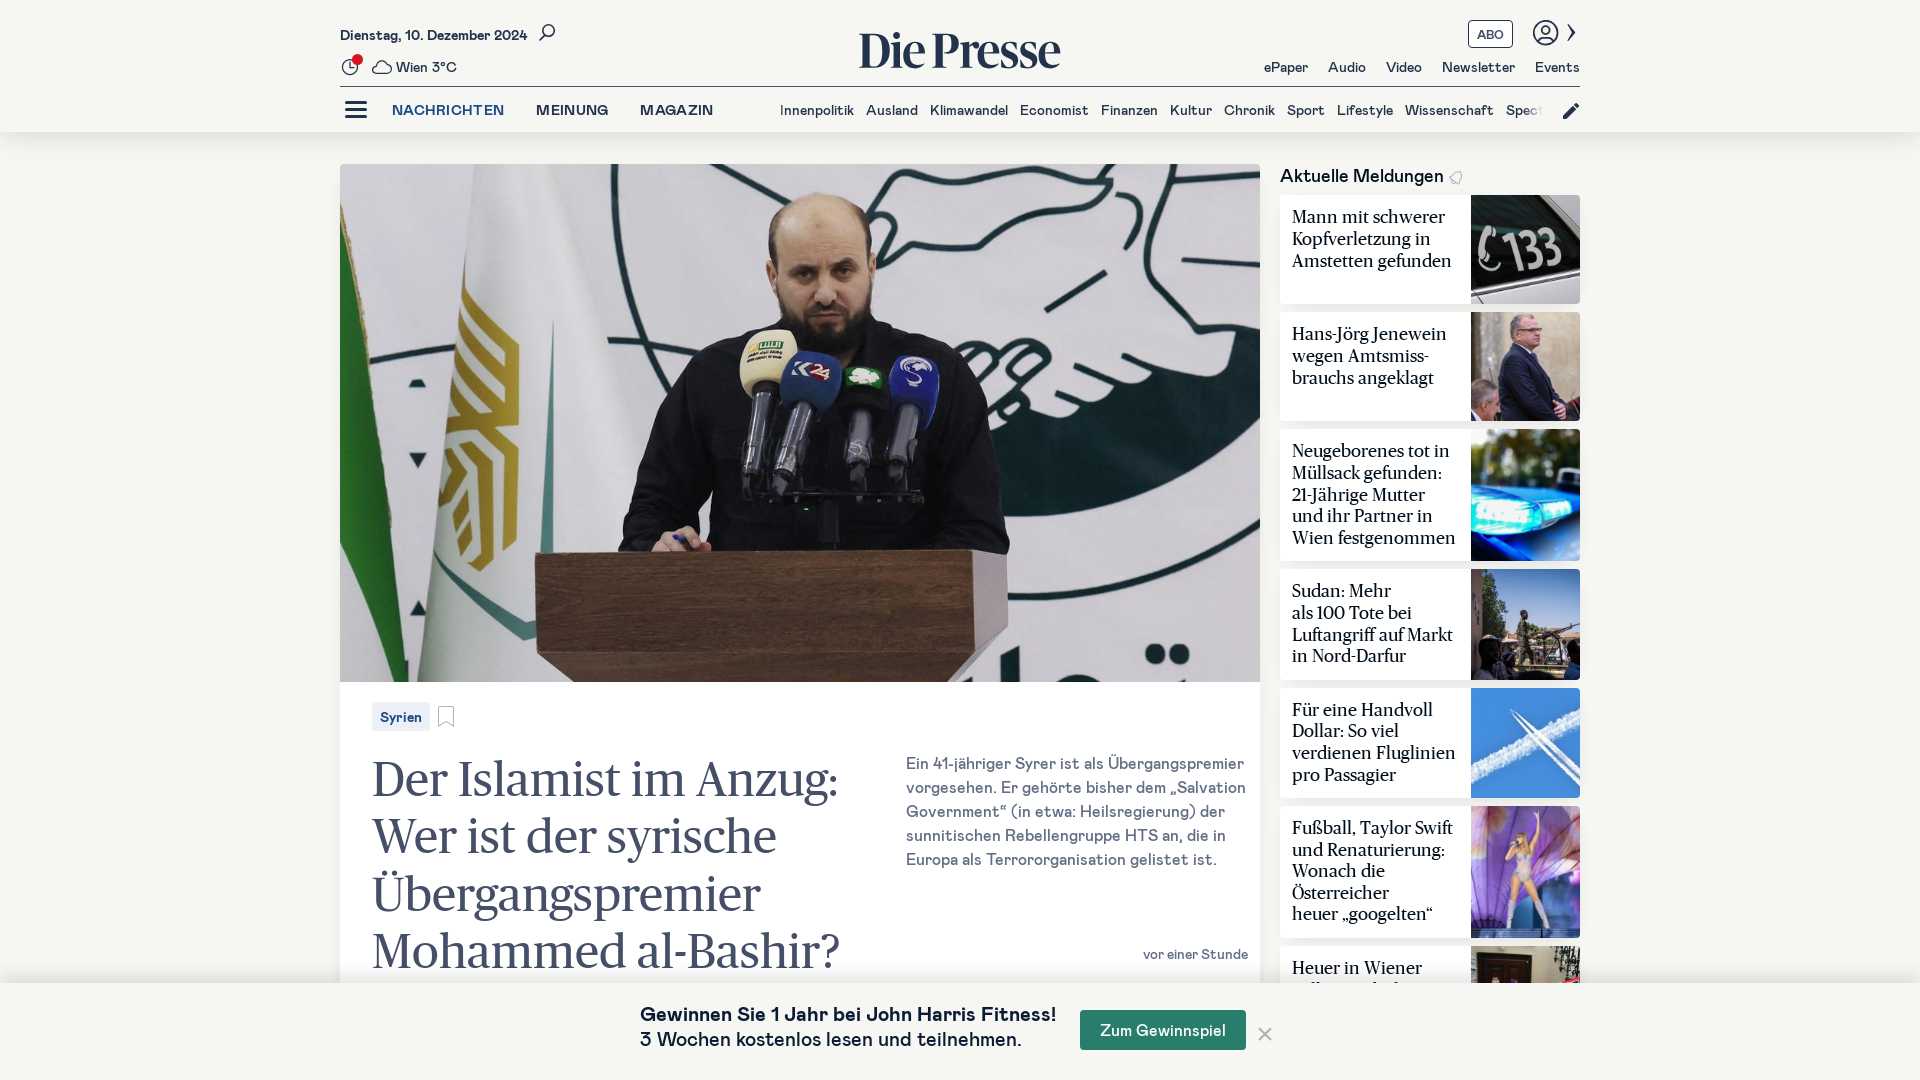 Dienstag, 10. Dezember 2024
Wien 3°C
Die Presse
ABO
ePaper Audio Video Newsletter Events
NACHRICHTEN MEINUNG MAGAZIN
Innenpolitik Ausland Klimawandel Economist Finanzen Kultur Chronik Sport Lifestyle Wissenschaft Spect
24
Syrien
Der Islamist im Anzug:
Wer ist der syrische
Übergangspremier
Mohammed al-Bashir?
Ein 41-jähriger Syrer ist als Übergangspremier
vorgesehen. Er gehörte bisher dem „Salvation
Government“ (in etwa: Heilsregierung) der
sunnitischen Rebellengruppe HTS an, die in
Europa als Terrororganisation gelistet ist.
vor einer Stunde
Aktuelle Meldungen
Mann mit schwerer
Kopfverletzung in
Amstetten gefunden
133
Hans-Jörg Jenewein
wegen Amtsmiss-
brauchs angeklagt
Neugeborenes tot in
Müllsack gefunden:
21-Jährige Mutter
und ihr Partner in
Wien festgenommen
Sudan: Mehr
als 100 Tote bei
Luftangriff auf Markt
in Nord-Darfur
Für eine Handvoll
Dollar: So viel
verdienen Fluglinien
pro Passagier
Fußball, Taylor Swift
und Renaturierung:
Wonach die
Österreicher
heuer „googelten“
Heuer in Wiener
Gewinnen Sie 1 Jahr bei John Harris Fitness!
3 Wochen kostenlos lesen und teilnehmen.
Zum Gewinnspiel